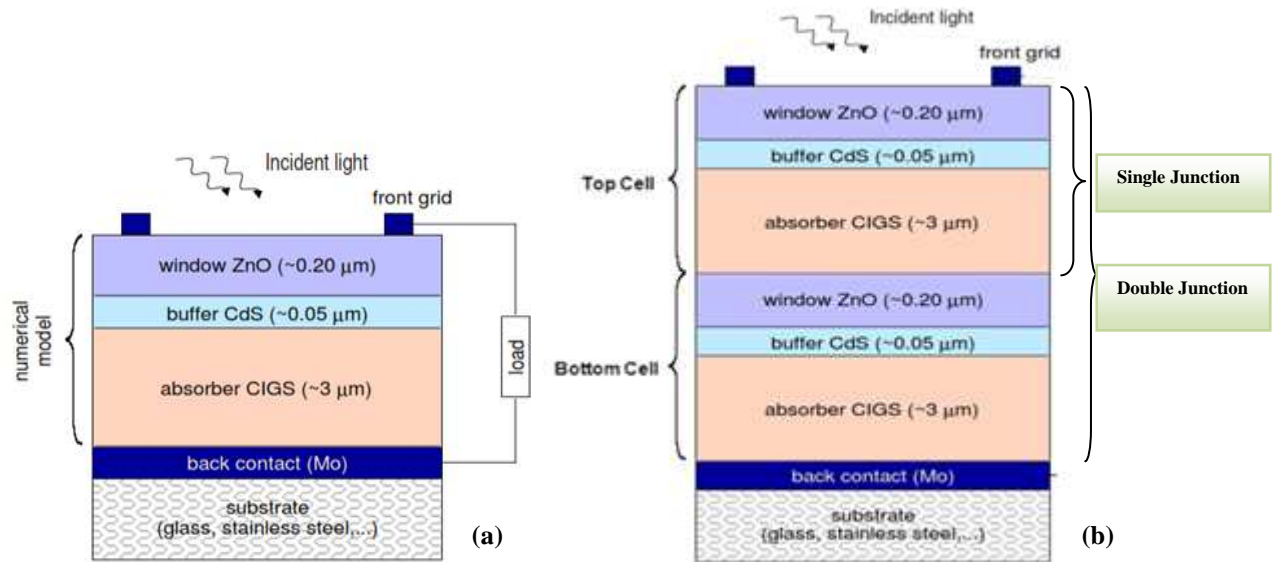 Incident light
front grid
window ZnO (~0.20 μm)
buffer CdS (~0.05 μm)
absorber CIGS (~3 μm)
back contact (Mo)
substrate
(glass, stainless steel,...)
numerical
model
load
(a)
Incident light
front grid
window ZnO (~0.20 μm)
buffer CdS (~0.05 μm)
absorber CIGS (~3 μm)
window ZnO (~0.20 μm)
buffer CdS (~0.05 μm)
absorber CIGS (~3 μm)
back contact (Mo)
substrate
(glass, stainless steel,...)
Top Cell
Bottom Cell
Single Junction
Double Junction
(b)